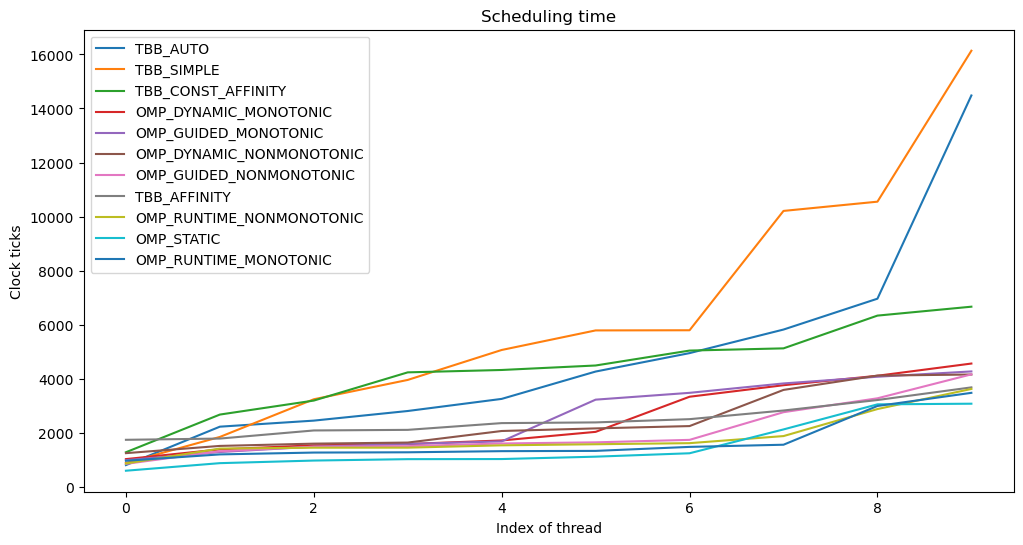 Scheduling time
TBB_AUTO
TBB_SIMPLE
TBB_CONST_AFFINITY
OMP_DYNAMIC_MONOTONIC
OMP_GUIDED_MONOTONIC
OMP_DYNAMIC_NONMONOTONIC
OMP_GUIDED_NONMONOTONIC
TBB_AFFINITY
OMP_RUNTIME_NONMONOTONIC
OMP_STATIC
OMP_RUNTIME_MONOTONIC
Clock ticks
16000
14000
12000
10000
8000
6000
4000
2000
0
0 2 4 6 8
Index of thread